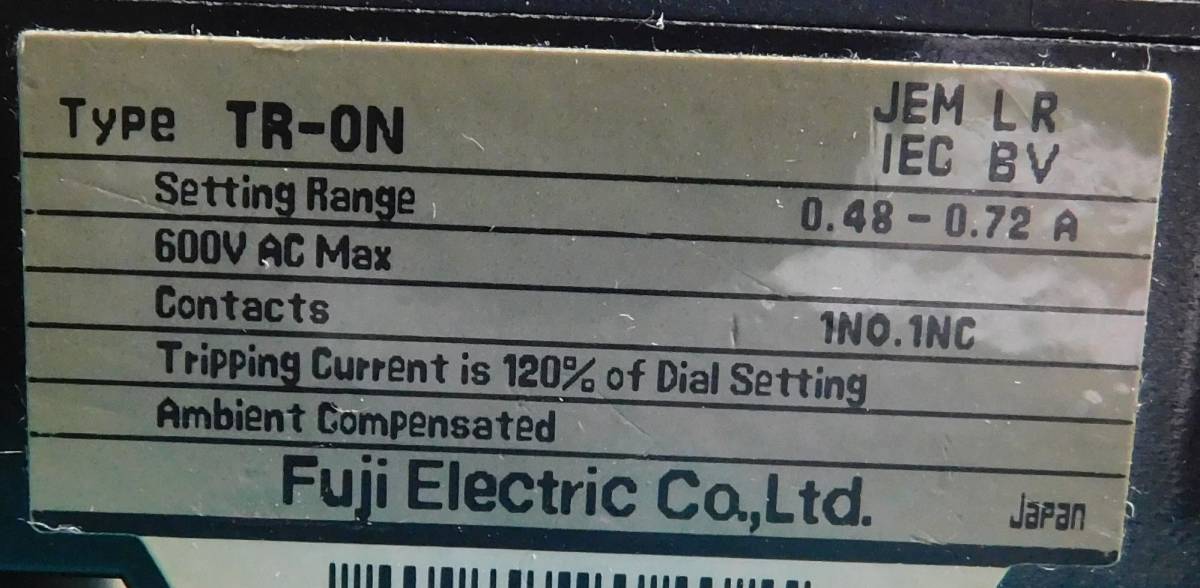 Type TR-0N
JEM LR
IEC BV
Setting Range 0.48-0.72 A
600V AC Max
Contacts 1NO.1NC
Tripping Current is 120% of Dial Setting
Ambient Compensated
Fuji Electric Co.,Ltd. Japan